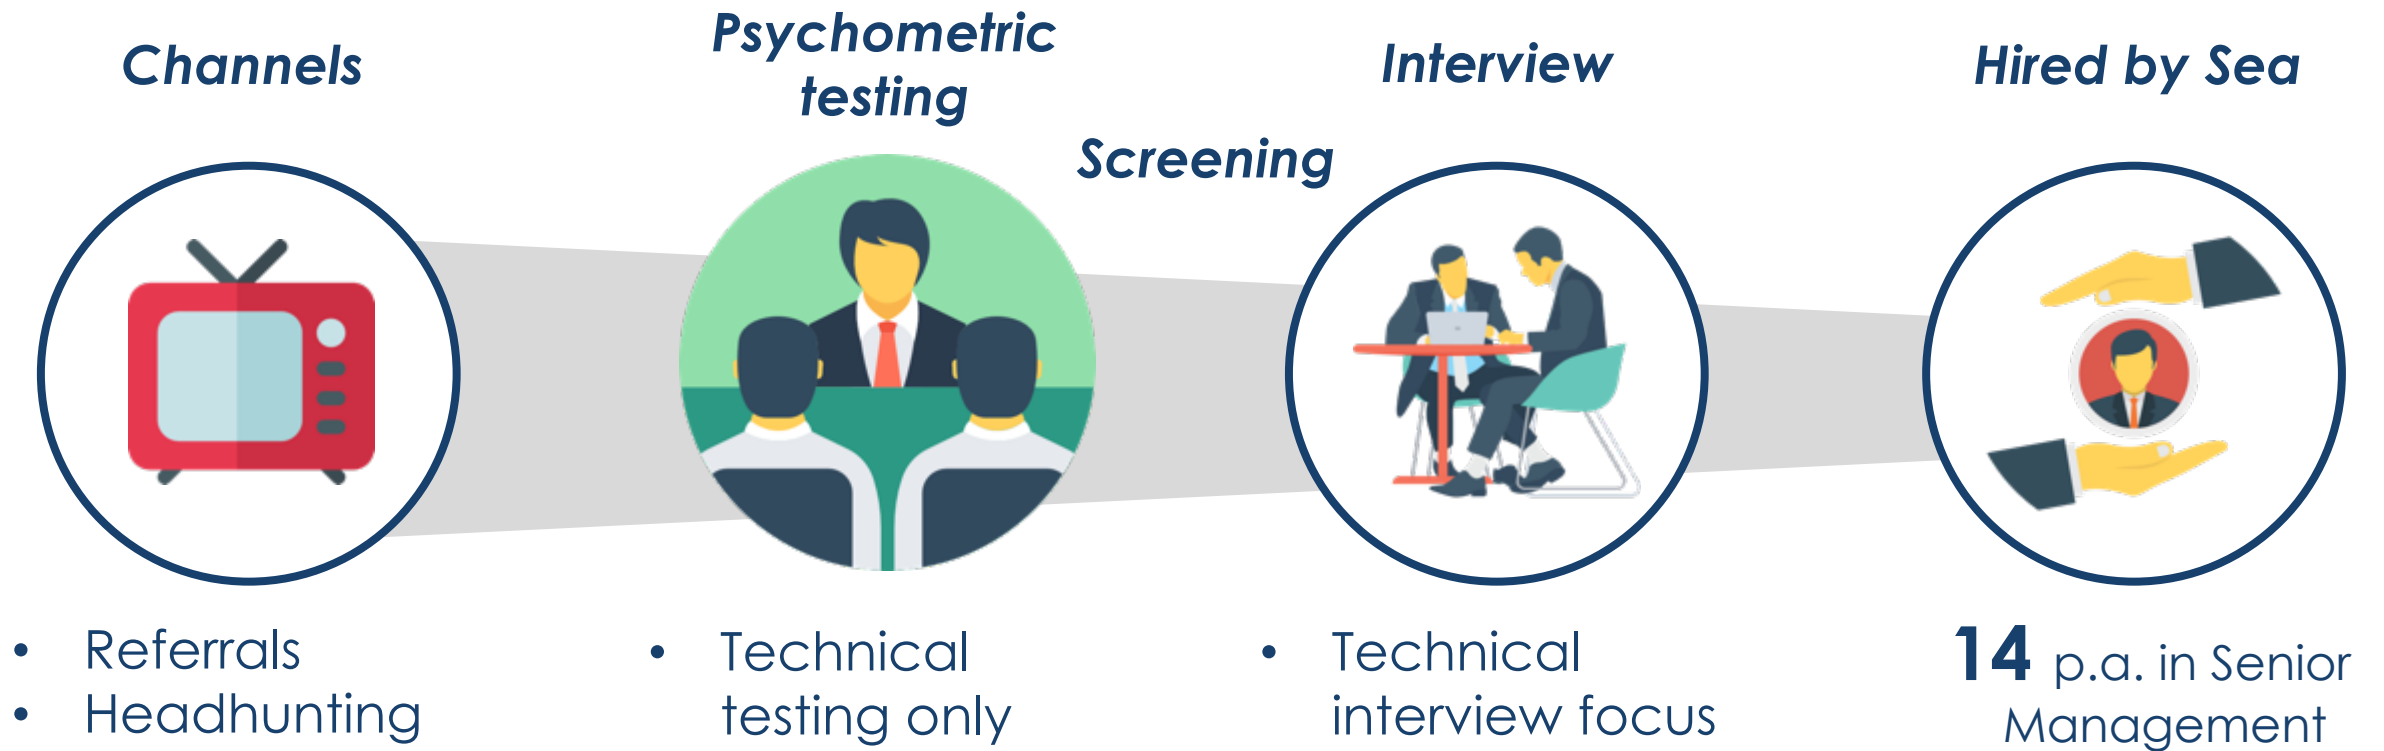 Channels
Psychometric
testing
Screening
Interview
Hired by Sea
• Referrals
• Headhunting
• Technical
testing only
• Technical
interview focus
14 p.a. in Senior
Management